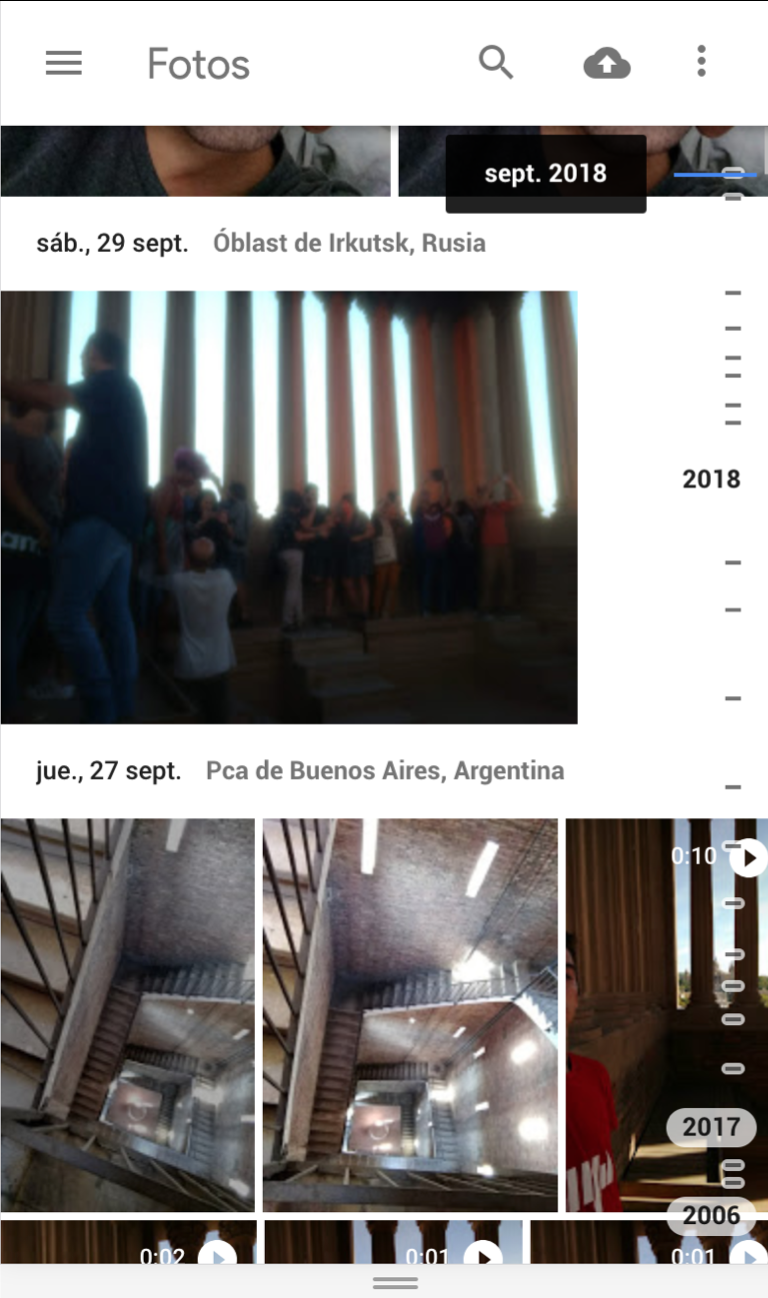 Fotos
sept. 2018
sáb., 29 sept. Óblast de Irkutsk, Rusia
2018
jue., 27 sept. Pca de Buenos Aires, Argentina
0:10
2017
2006
0:02
0:01
0:01